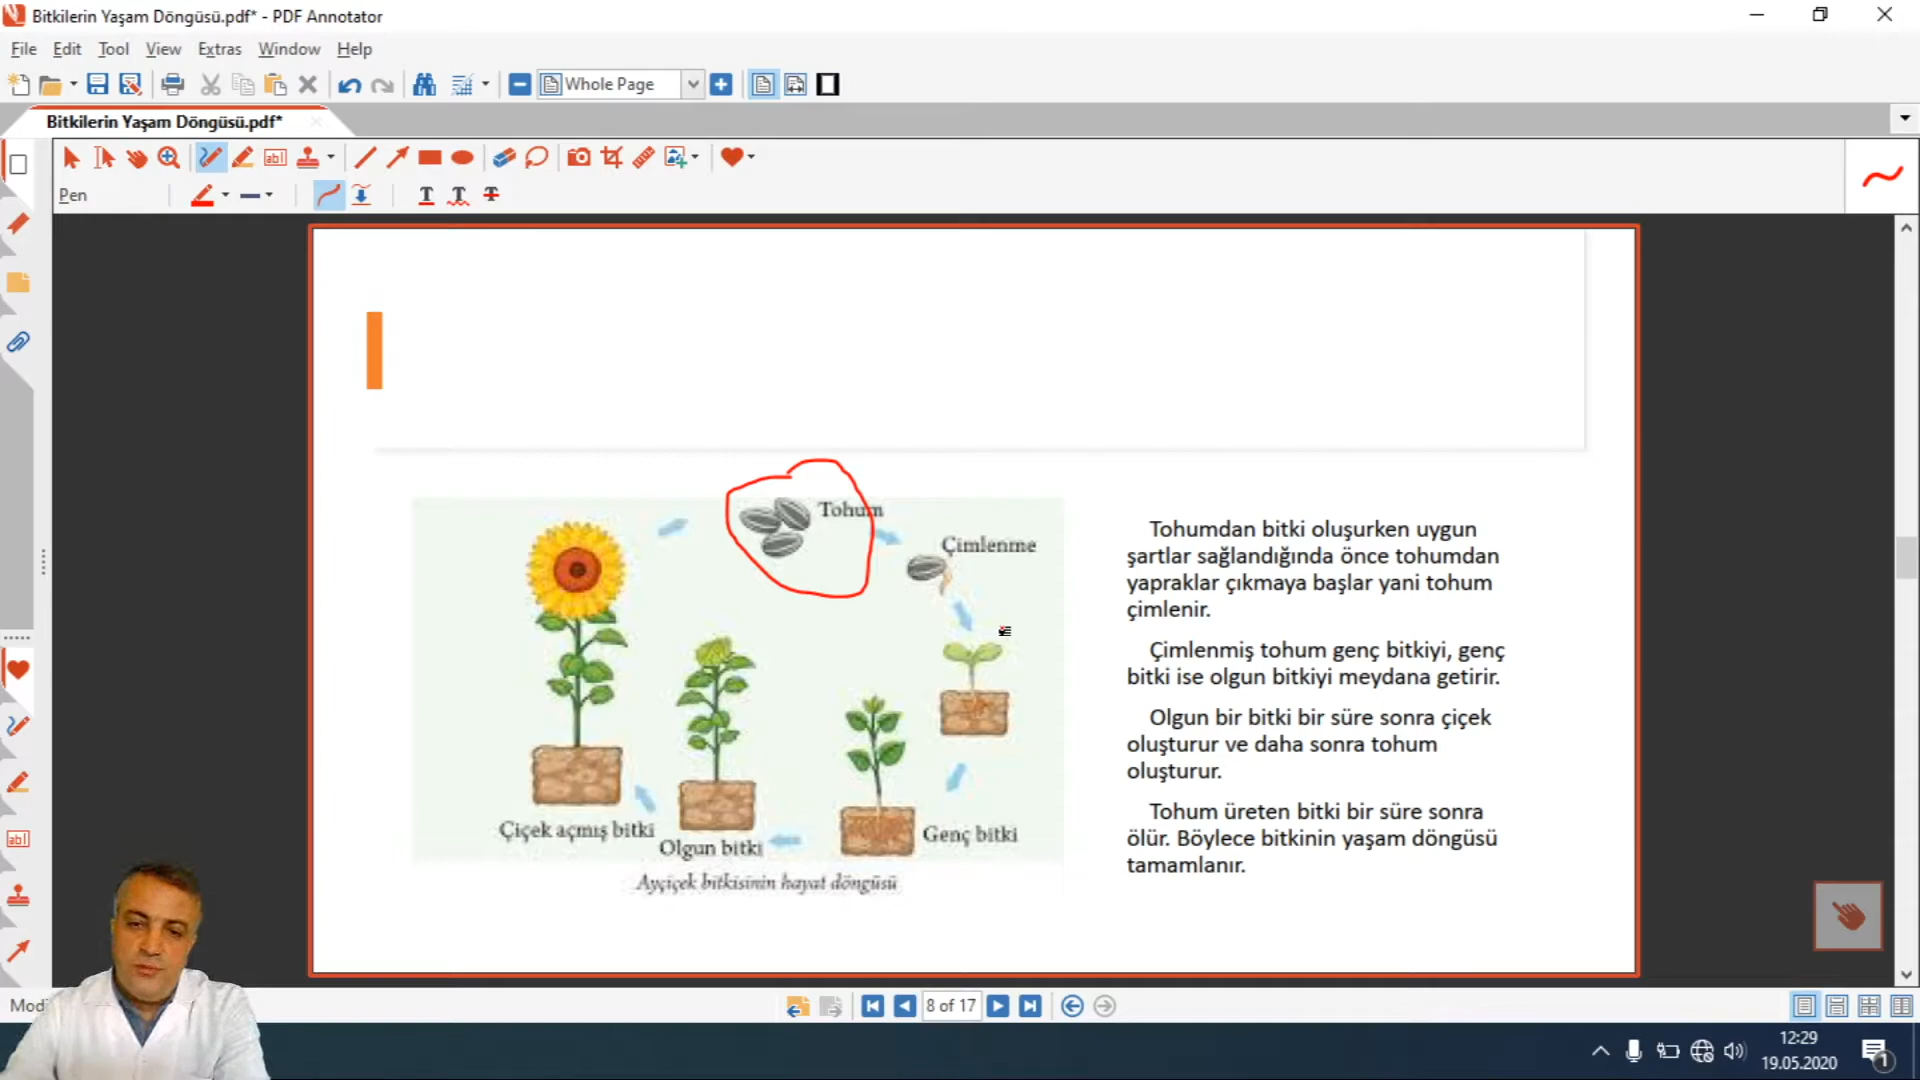 Bitkilerin Yaşam Döngüsü.pdf* - PDF Annotator
File Edit Tool View Extras Window Help
Whole Page
Bitkilerin Yaşam Döngüsü.pdf*
Pen
Tohum
Çimlenme
Genç bitki
Olgun bitki
Çiçek açmış bitki
Ayçiçek bitkisinin hayat döngüsü
Tohumdan bitki oluşurken uygun
şartlar sağlandığında önce tohumdan
yapraklar çıkmaya başlar yani tohum
çimlenir.
Çimlenmiş tohum genç bitkiyi, genç
bitki ise olgun bitkiyi meydana getirir.
Olgun bir bitki bir süre sonra çiçek
oluşturur ve daha sonra tohum
oluşturur.
Tohum üreten bitki bir süre sonra
ölür. Böylece bitkinin yaşam döngüsü
tamamlanır.
8 of 17
12:29
19.05.2020
1